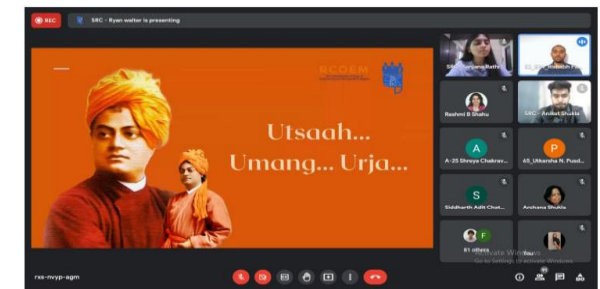 REC
SRC - Ryan walter is presenting
RCOEM
Utsaah...
Umang... Urja...
Rashmi B Shahu
SRC - Aniket Shukla
A-25 Shreya Chakrav...
65_Utkarsha N. Pusd...
Siddharth Adit Chat...
Archana Shukla
81 others
You
Activate Windows
Go to Settings to activate Windows.
rxs-nvyp-agm